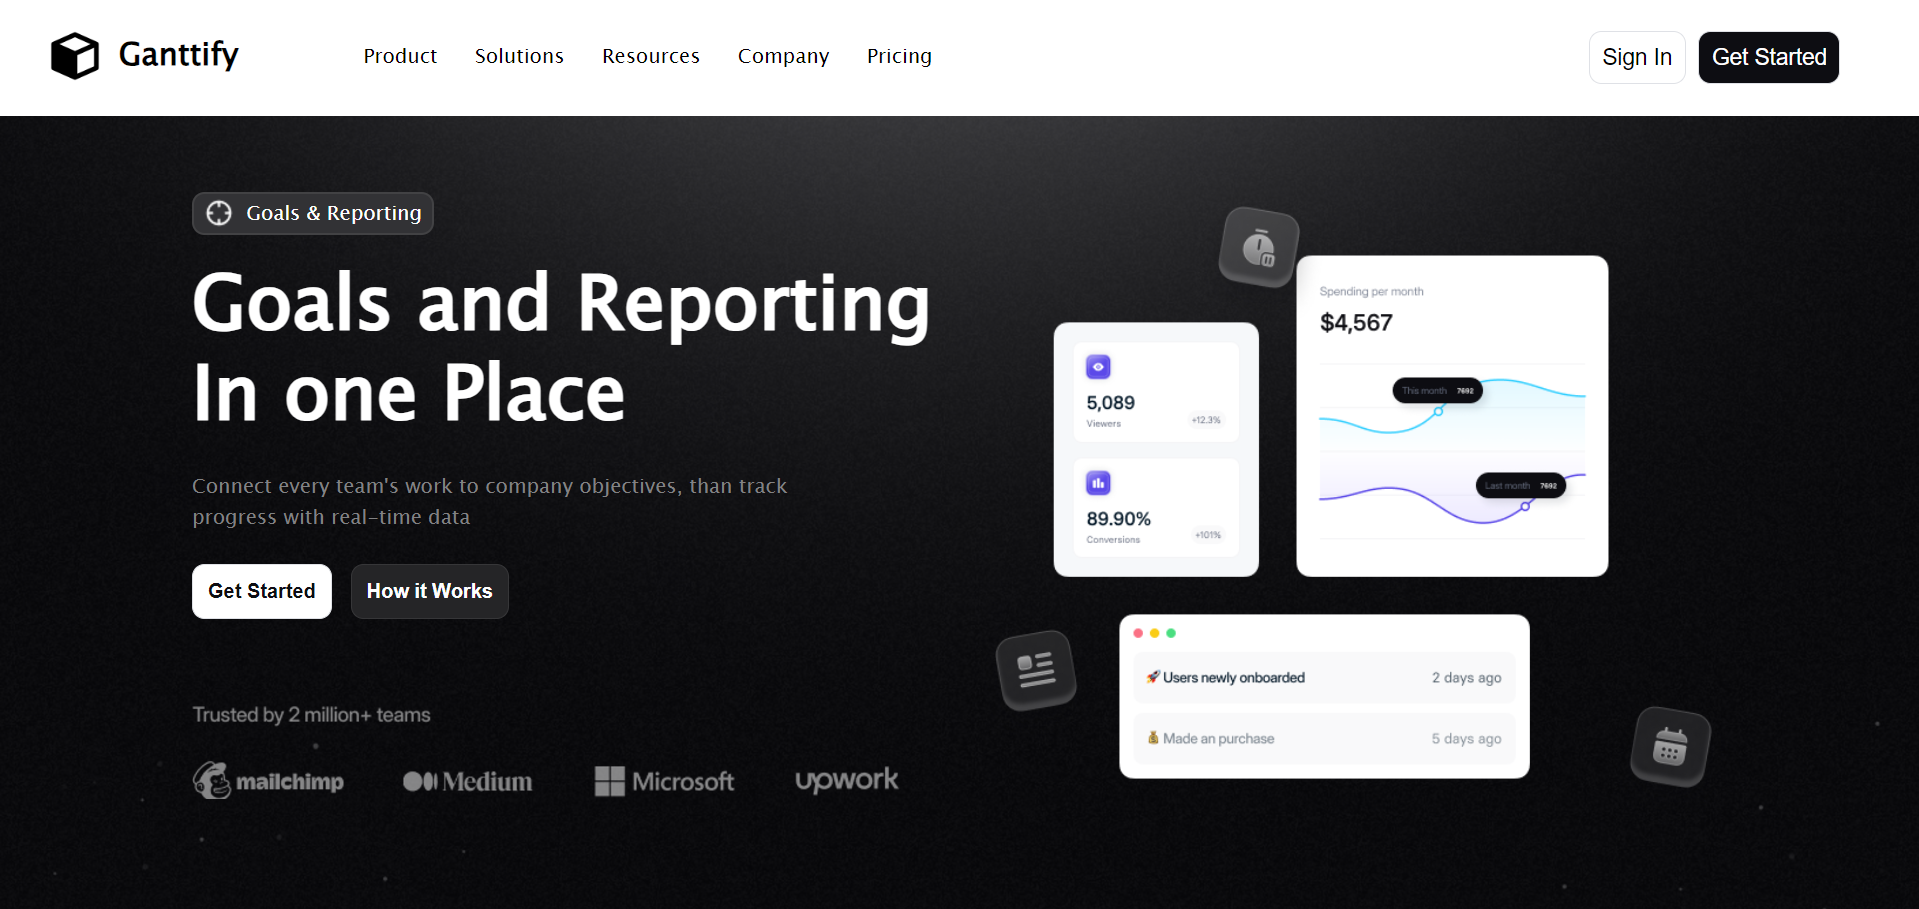 Ganttify
Product Solutions Resources Company Pricing
Sign In Get Started
Goals & Reporting
Goals and Reporting
In one Place
Connect every team's work to company objectives, than track
progress with real-time data
Get Started How it Works
Trusted by 2 million+ teams
mailchimp Medium Microsoft upwork
5,089
Viewers +12.3%
89.90%
Conversions +101%
Spending per month
$4,567
This month 7692
Last month 7692
Users newly onboarded 2 days ago
Made an purchase 5 days ago